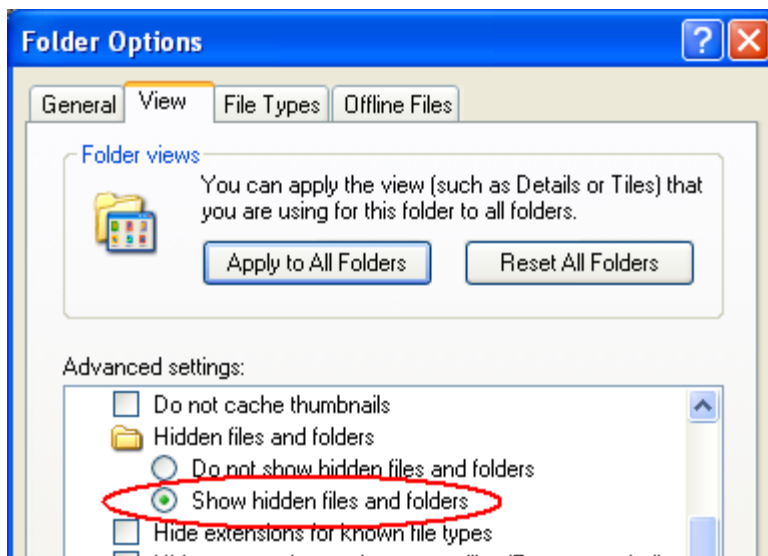 Folder Options
General View File Types Offline Files
Folder views
You can apply the view (such as Details or Tiles) that
you are using for this folder to all folders.
Apply to All Folders Reset All Folders
Advanced settings:
Do not cache thumbnails
Hidden files and folders
Do not show hidden files and folders
Show hidden files and folders
Hide extensions for known file types